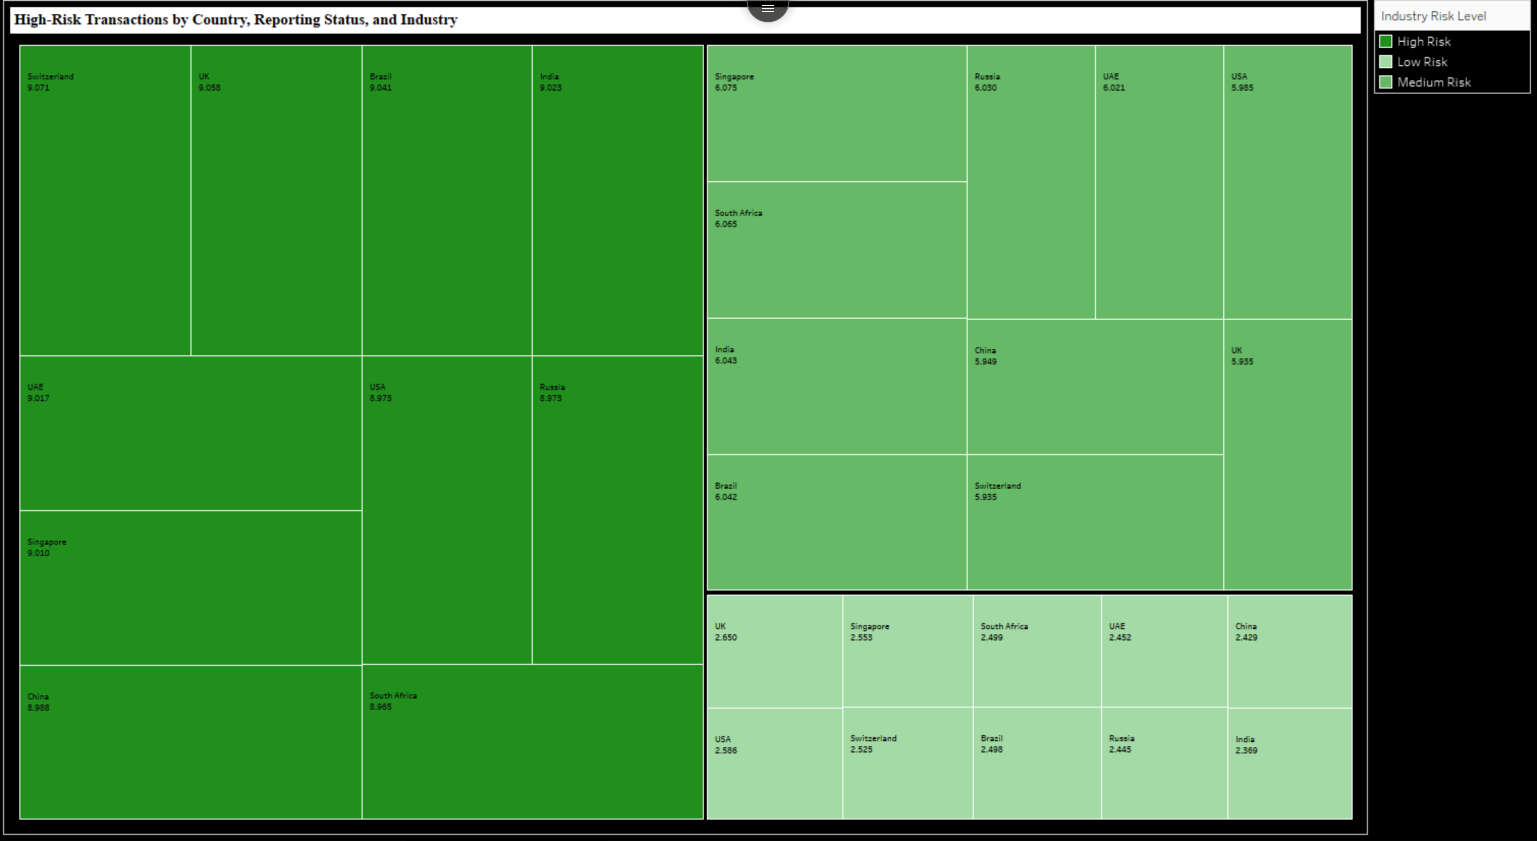 High-Risk Transactions by Country, Reporting Status, and Industry
Industry Risk Level
High Risk
Low Risk
Medium Risk
Switzerland
9.071
UK
9.058
Brazil
9.041
India
9.023
UAE
9.017
USA
8.973
Russia
8.973
Singapore
9.010
China
8.988
South Africa
8.965
Singapore
6.075
Russia
6.030
UAE
6.021
USA
5.985
South Africa
6.065
India
6.043
China
5.949
UK
5.935
Brazil
6.042
Switzerland
5.935
UK
2.650
Singapore
2.553
South Africa
2.499
UAE
2.452
China
2.429
USA
2.586
Switzerland
2.525
Brazil
2.498
Russia
2.445
India
2.369